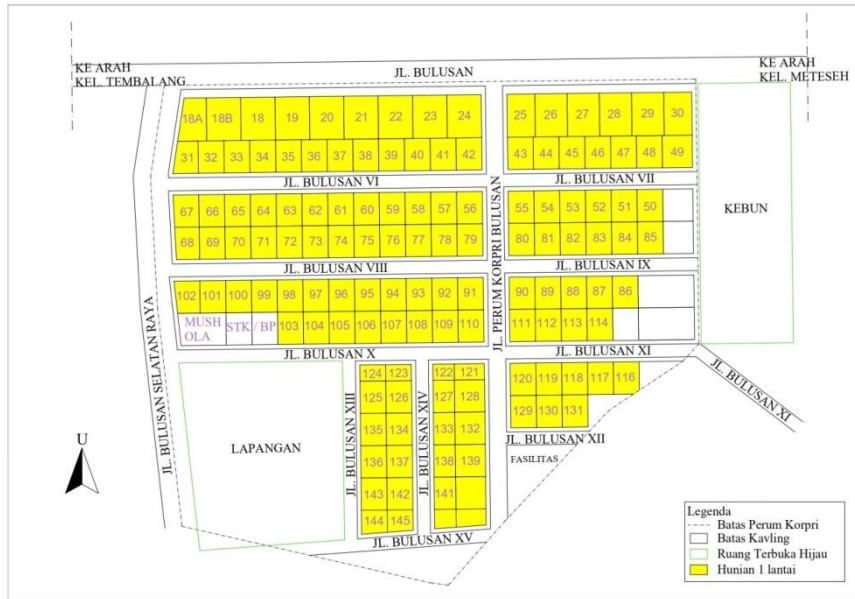 JL. BULUSAN
KE ARAH
KEL. TEMBALANG
KE ARAH
KEL. METESEH
18A 18B 18 19 20 21 22 23 24
25 26 27 28 29 30
31 32 33 34 35 36 37 38 39 40 41 42
43 44 45 46 47 48 49
JL. BULUSAN VI
JL. BULUSAN VII
67 66 65 64 63 62 61 60 59 58 57 56
55 54 53 52 51 50
KEBUN
68 69 70 71 72 73 74 75 76 77 78 79
80 81 82 83 84 85
JL. BULUSAN VIII
JL. BULUSAN IX
JL. PERUM KORPRI BULUSAN
JL. BULUSAN SELATAN RAYA
102 101 100 99 98 97 96 95 94 93 92 91
90 89 88 87 86
MUSH
OLA
STK / BP
103 104 105 106 107 108 109 110
111 112 113 114
JL. BULUSAN X
JL. BULUSAN XI
JL. BULUSAN XI
124 123
122 121
120 119 118 117 116
125 126
127 128
129 130 131
135 134
133 132
JL. BULUSAN XII
LAPANGAN
JL. BULUSAN XIII
JL. BULUSAN XIV
136 137
138 139
FASILITAS
143 142
141
144 145
JL. BULUSAN XV
U
Legenda
Batas Perum Korpri
Batas Kavling
Ruang Terbuka Hijau
Hunian 1 lantai